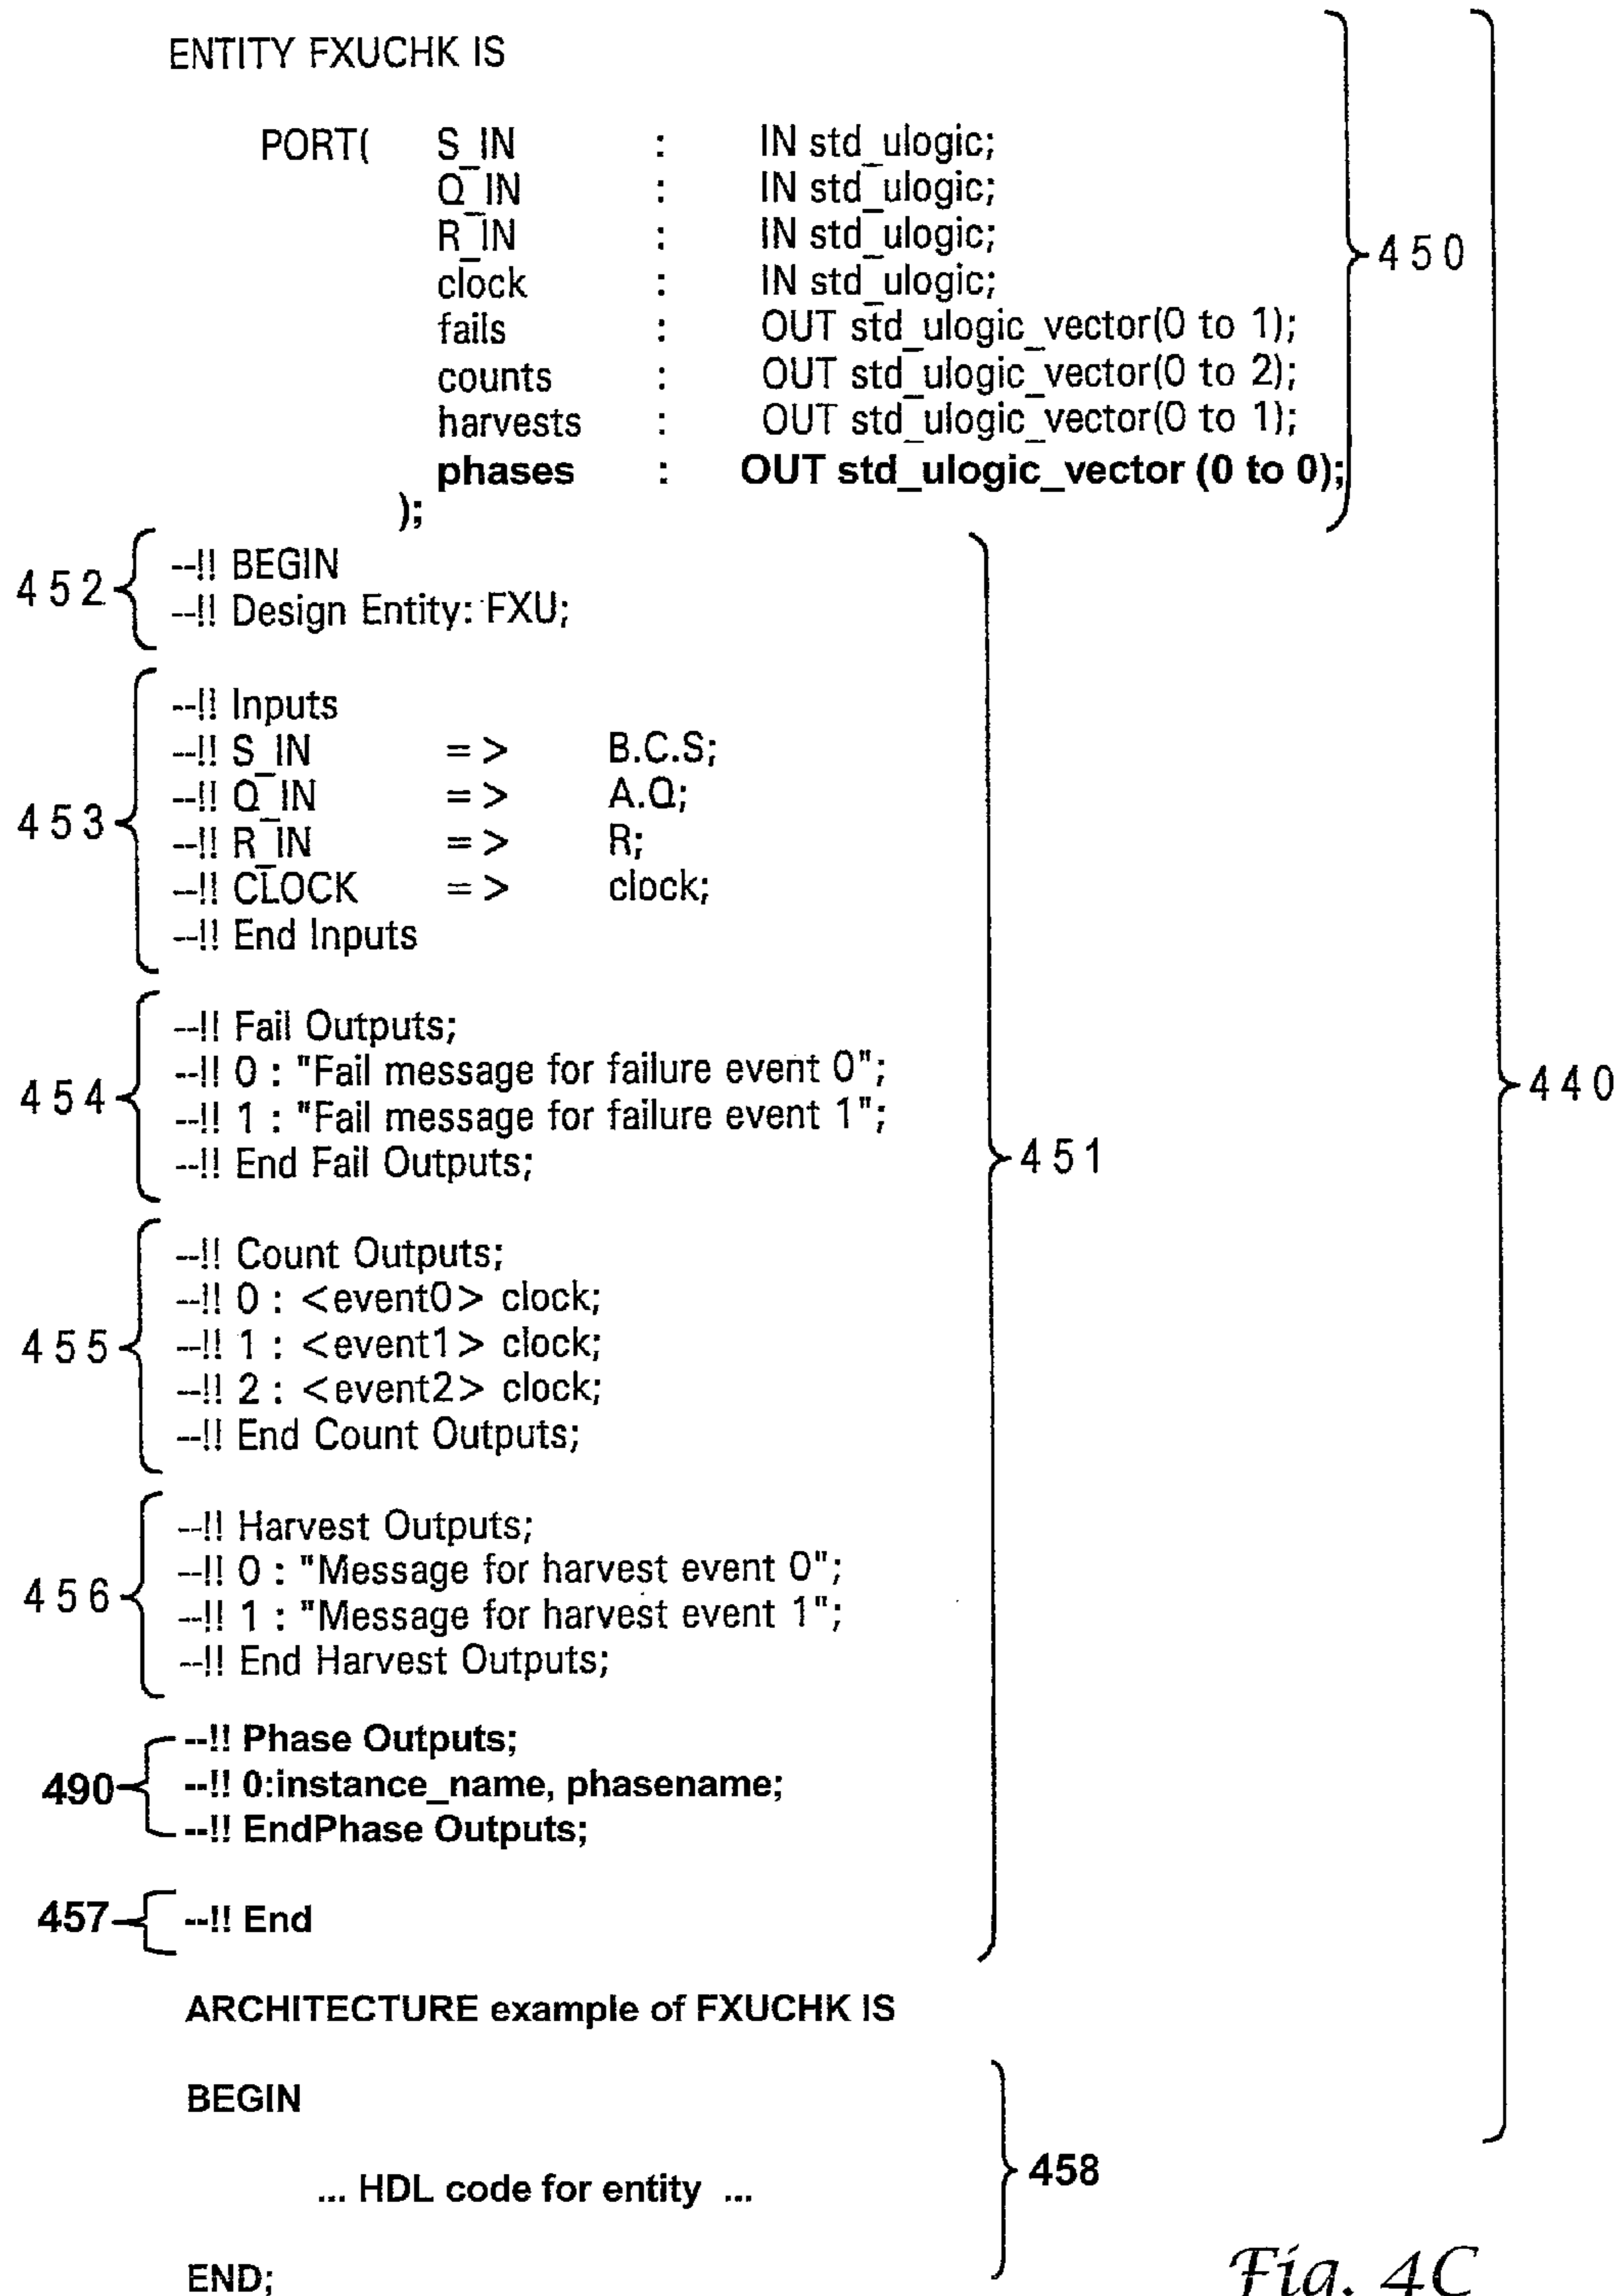 ENTITY FXUCHK IS
PORT( S_IN : IN std_ulogic;
Q_IN : IN std_ulogic;
R_IN : IN std_ulogic;
clock : IN std_ulogic;
fails : OUT std_ulogic_vector(0 to 1);
counts : OUT std_ulogic_vector(0 to 2);
harvests : OUT std_ulogic_vector(0 to 1);
phases : OUT std_ulogic_vector (0 to 0);
);
450
440
452
--!! BEGIN
--!! Design Entity: FXU;
451
453
--!! Inputs
--!! S_IN => B.C.S;
--!! Q_IN => A.Q;
--!! R_IN => R;
--!! CLOCK => clock;
--!! End Inputs
454
--!! Fail Outputs;
--!! 0 : "Fail message for failure event 0";
--!! 1 : "Fail message for failure event 1";
--!! End Fail Outputs;
455
--!! Count Outputs;
--!! 0 : <event0> clock;
--!! 1 : <event1> clock;
--!! 2 : <event2> clock;
--!! End Count Outputs;
456
--!! Harvest Outputs;
--!! 0 : "Message for harvest event 0";
--!! 1 : "Message for harvest event 1";
--!! End Harvest Outputs;
490
--!! Phase Outputs;
--!! 0:instance_name, phasename;
--!! EndPhase Outputs;
457
--!! End
ARCHITECTURE example of FXUCHK IS
BEGIN
... HDL code for entity ...
458
END;
Fig. 4C